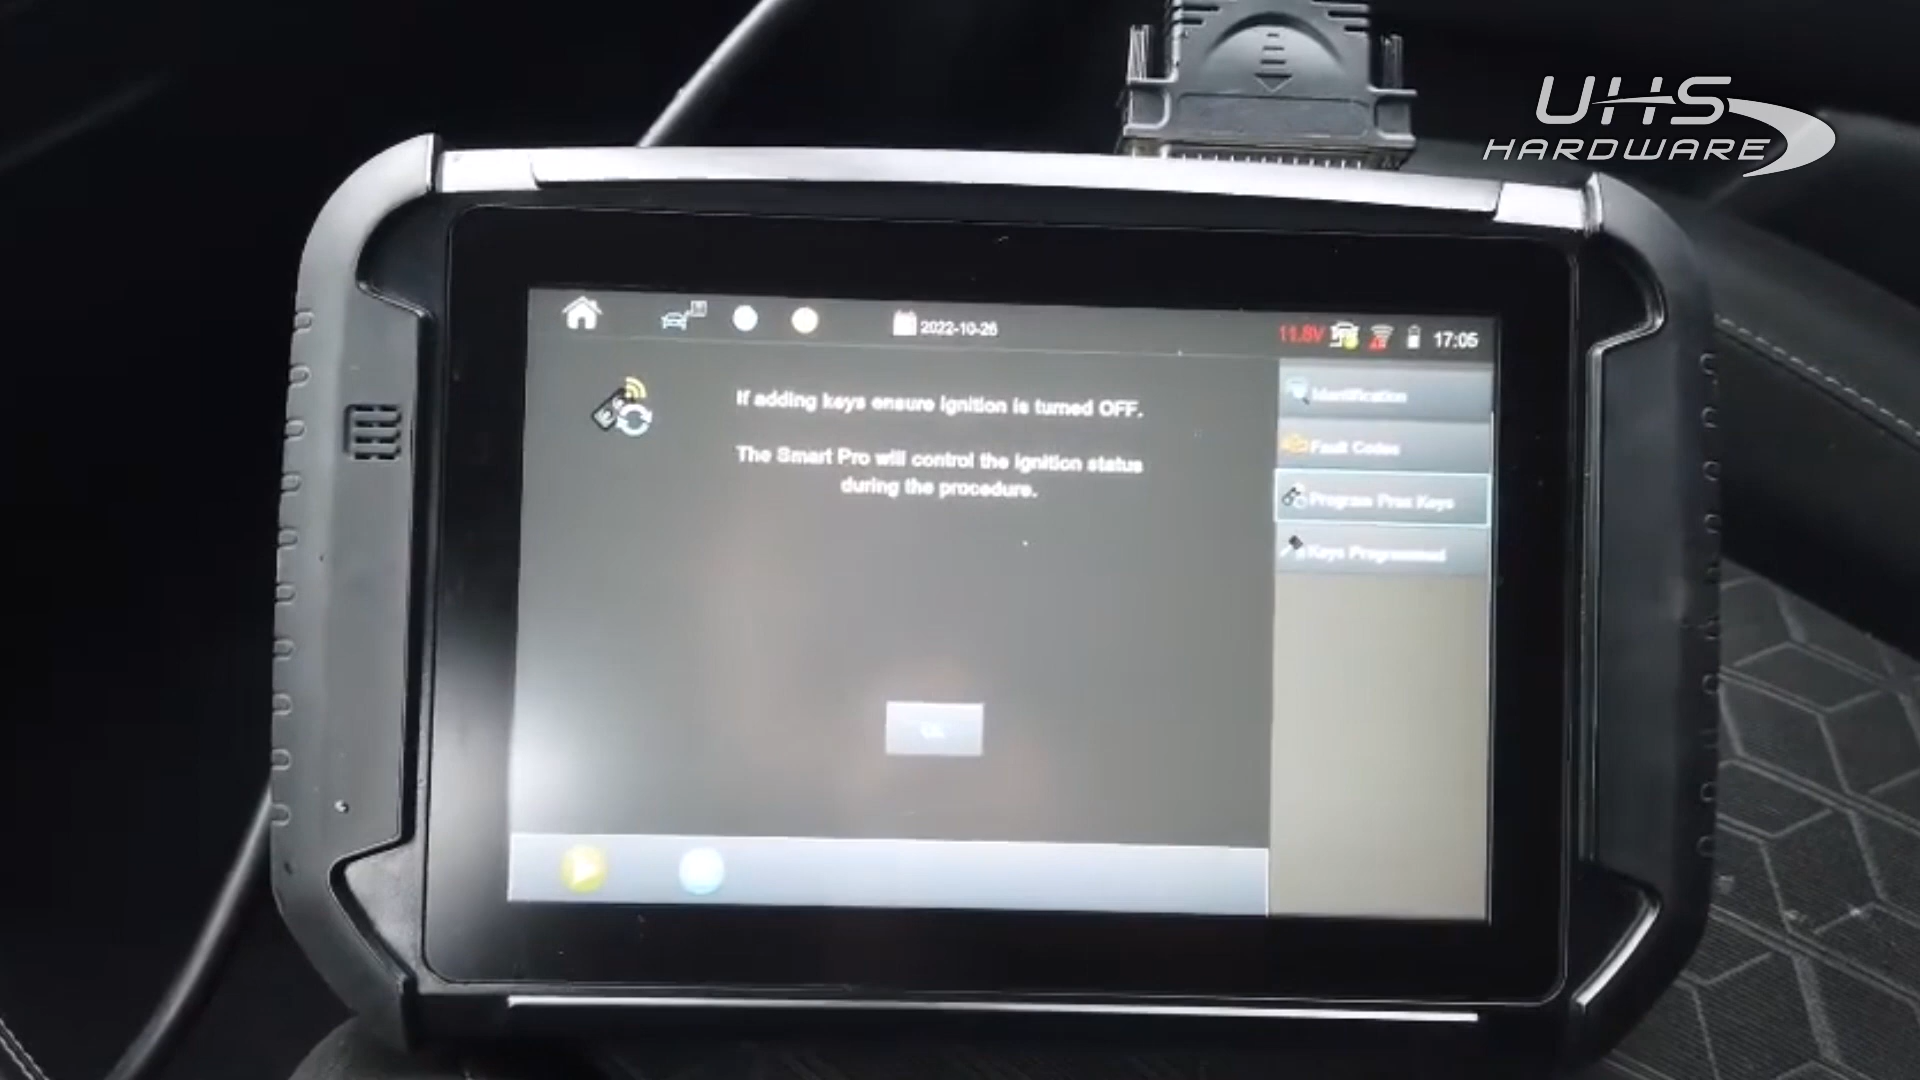 UHS
HARDWARE
2022-10-26
11.8V
17:05
If adding keys ensure ignition is turned OFF.
The Smart Pro will control the ignition status
during the procedure.
Identification
Fault Codes
Program Prox Keys
Keys Programmed